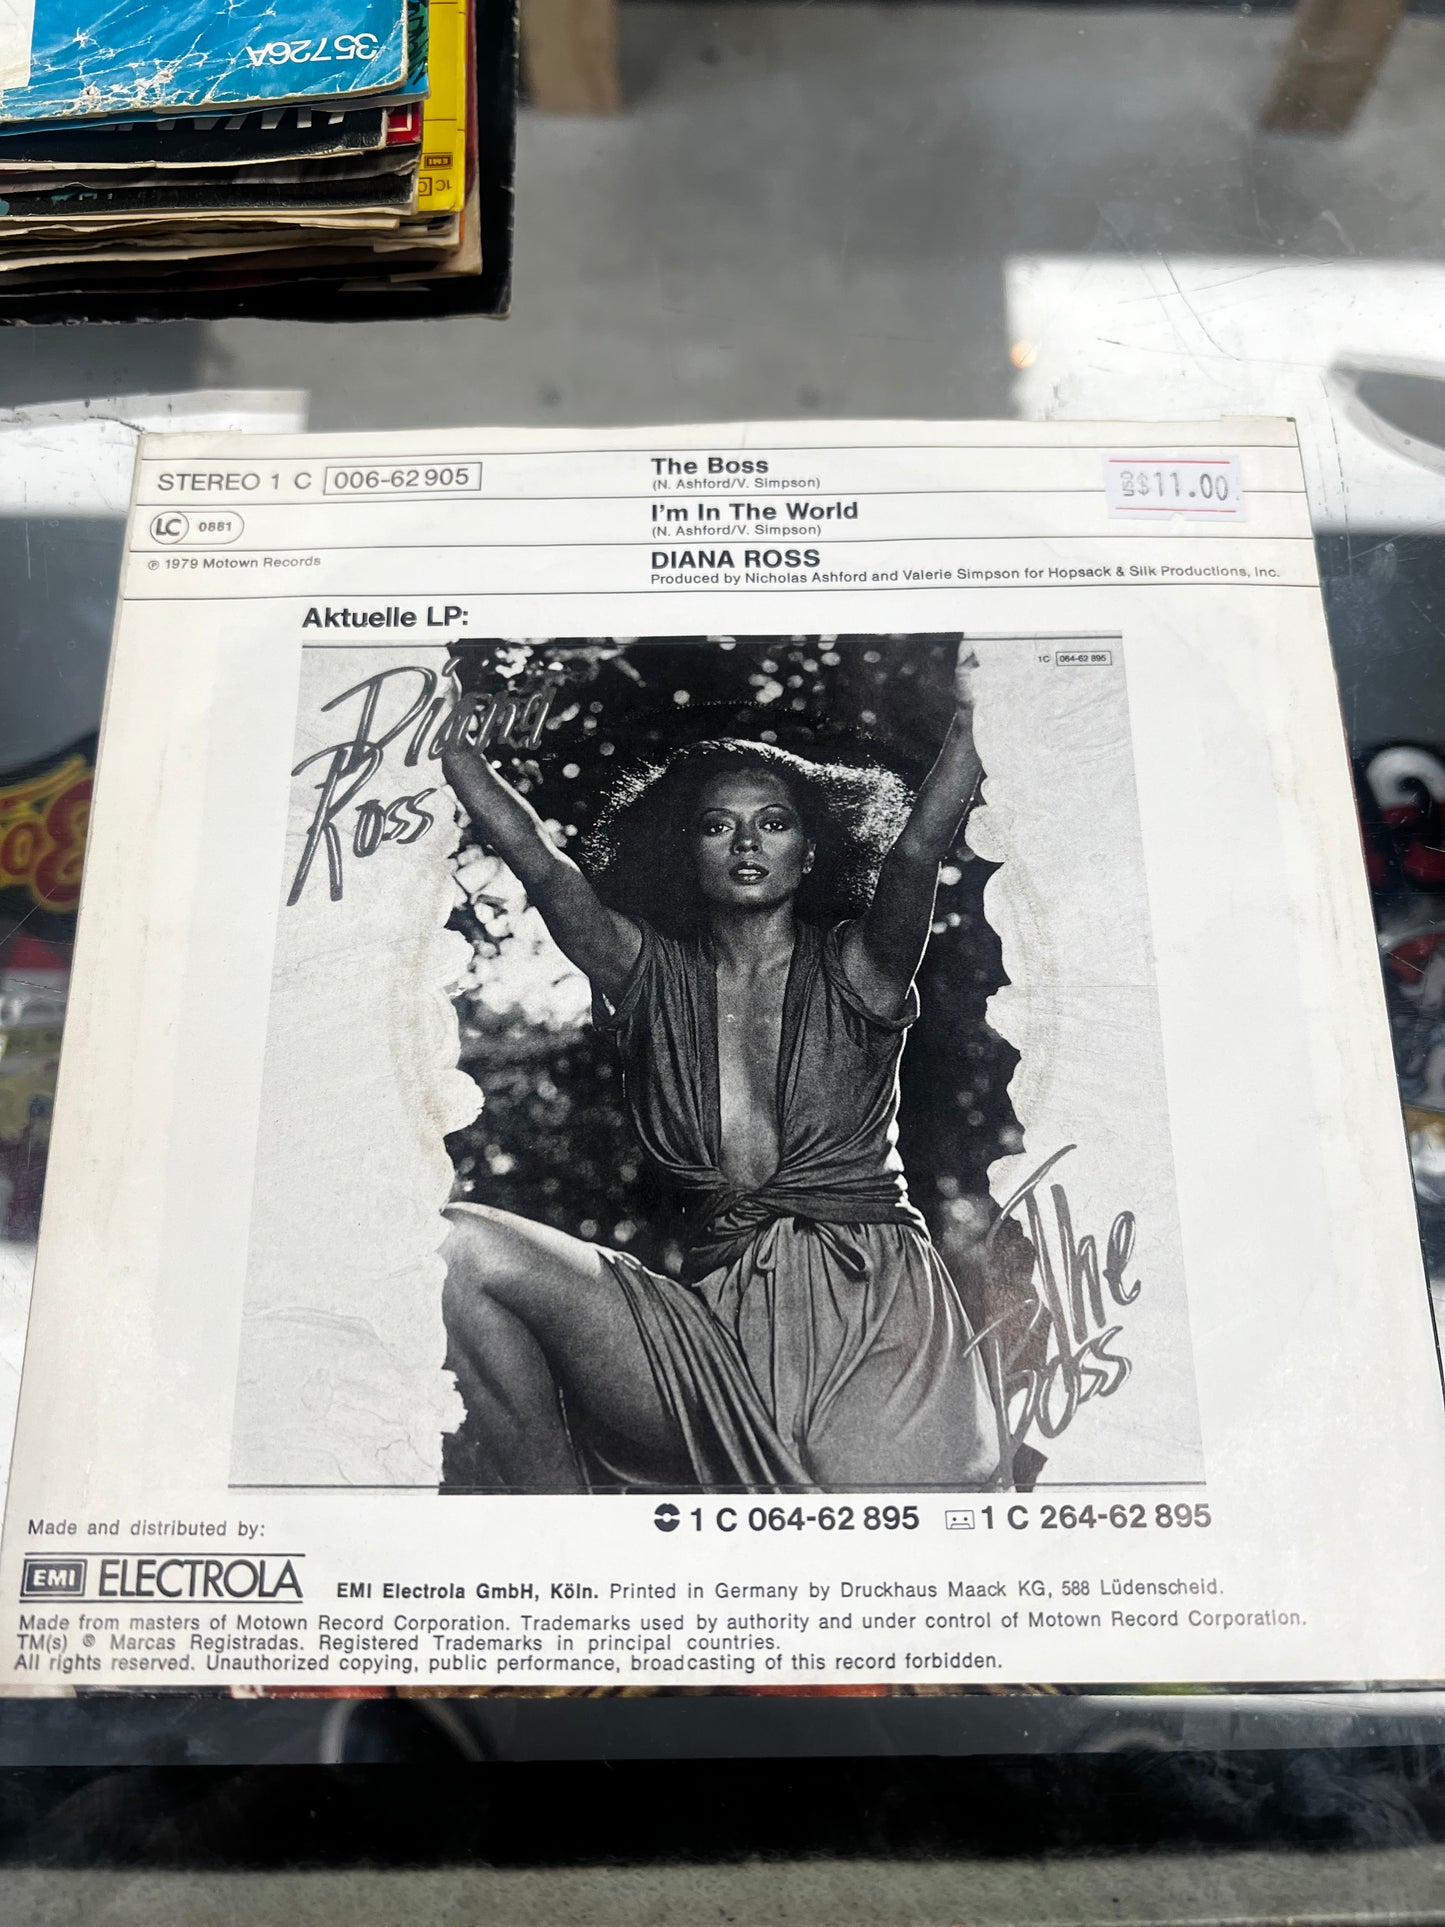 35726A
EMI
1C
STEREO 1 C 006-62 905
The Boss
(N. Ashford/V. Simpson)
$11.00
LC 0881
I'm In The World
(N. Ashford/V. Simpson)
℗ 1979 Motown Records
DIANA ROSS
Produced by Nicholas Ashford and Valerie Simpson for Hopsack & Silk Productions, Inc.
Aktuelle LP:
1C 064-62 895
Diana
Ross
The
Boss
1 C 064-62 895 1 C 264-62 895
Made and distributed by:
EMI ELECTROLA
EMI Electrola GmbH, Köln. Printed in Germany by Druckhaus Maack KG, 588 Lüdenscheid.
Made from masters of Motown Record Corporation. Trademarks used by authority and under control of Motown Record Corporation.
TM(s) ® Marcas Registradas. Registered Trademarks in principal countries.
All rights reserved. Unauthorized copying, public performance, broadcasting of this record forbidden.